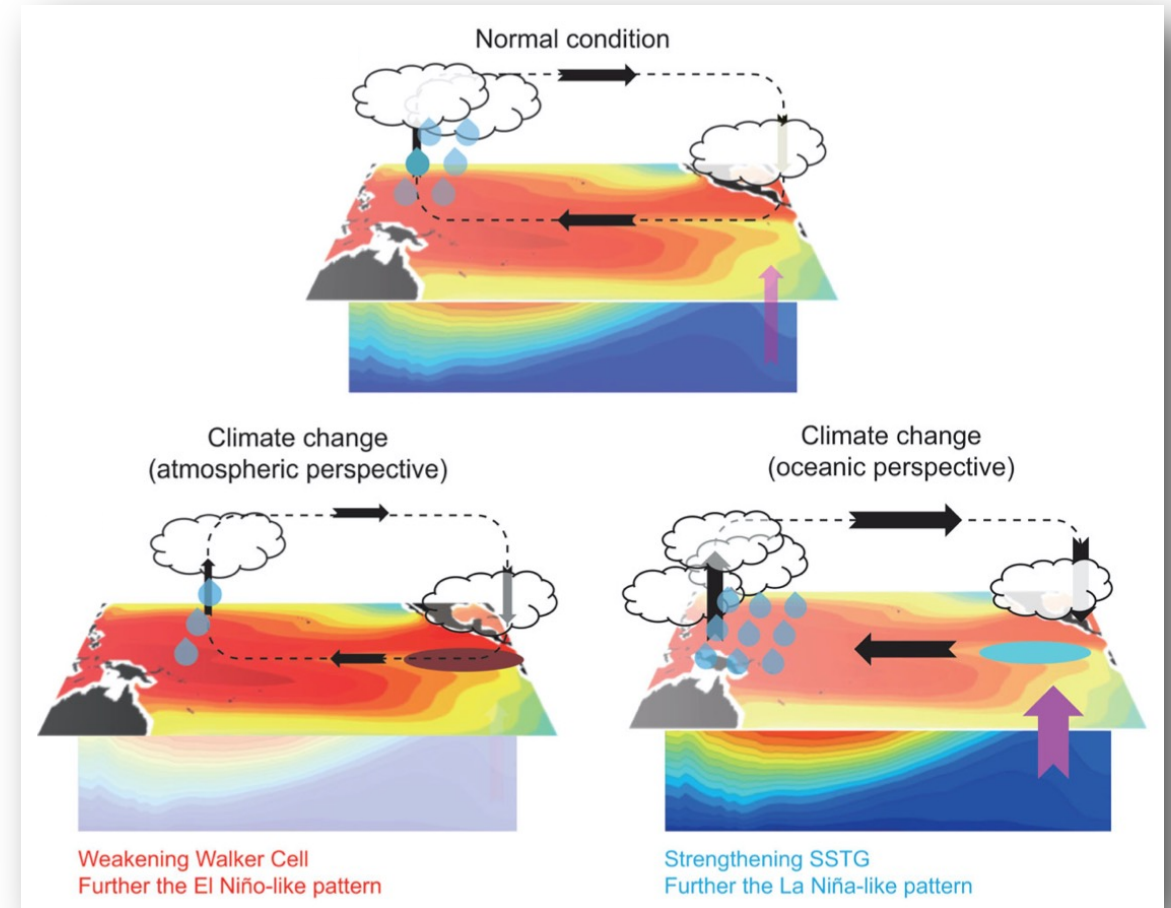 Normal condition
Climate change
(atmospheric perspective)
Climate change
(oceanic perspective)
Weakening Walker Cell
Further the El Niño-like pattern
Strengthening SSTG
Further the La Niña-like pattern